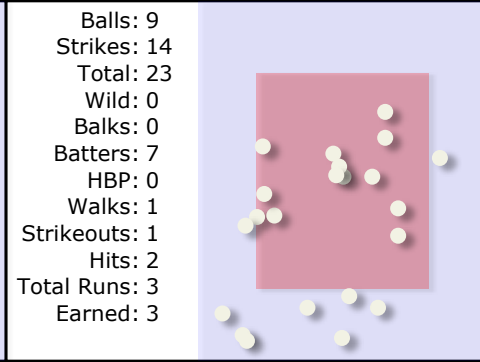 Balls: 9
Strikes: 14
Total: 23
Wild: 0
Balks: 0
Batters: 7
HBP: 0
Walks: 1
Strikeouts: 1
Hits: 2
Total Runs: 3
Earned: 3